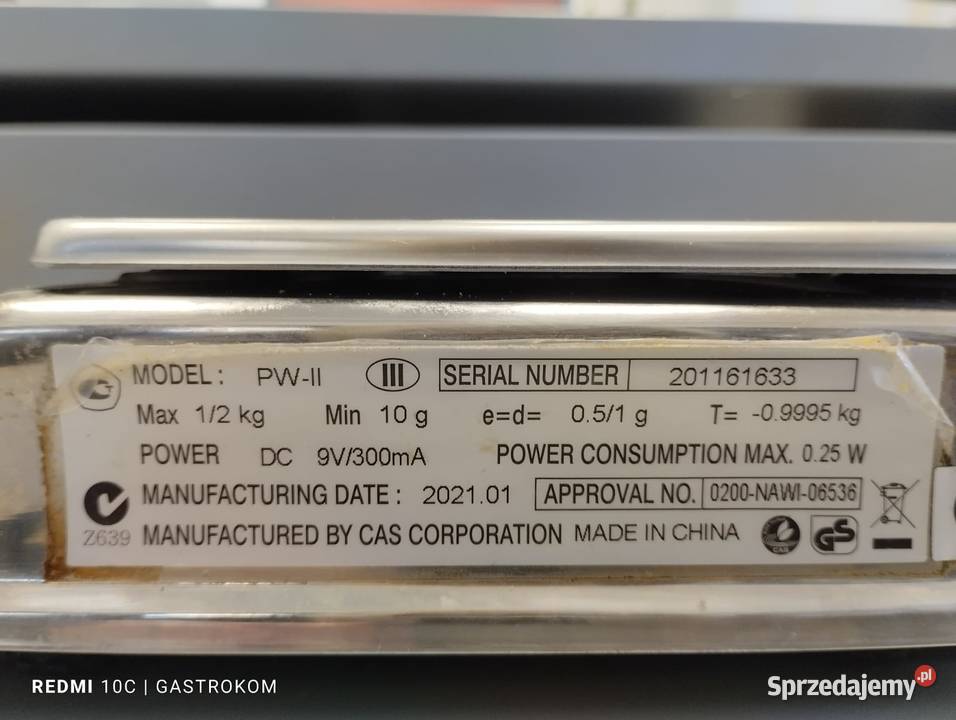 MODEL : PW-II III SERIAL NUMBER 201161633
Max 1/2 kg Min 10 g e=d= 0.5/1 g T= -0.9995 kg
POWER DC 9V/300mA POWER CONSUMPTION MAX. 0.25 W
MANUFACTURING DATE : 2021.01 APPROVAL NO. 0200-NAWI-06536
Z639 MANUFACTURED BY CAS CORPORATION MADE IN CHINA CAS GS
REDMI 10C | GASTROKOM
Sprzedajemy.pl